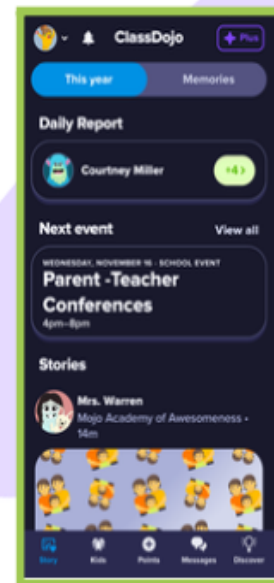 ClassDojo
Plus
This year
Memories
Daily Report
Courtney Miller
+4 >
Next event
View all
WEDNESDAY, NOVEMBER 16 - SCHOOL EVENT
Parent -Teacher
Conferences
4pm–8pm
Stories
Mrs. Warren
Mojo Academy of Awesomeness •
14m
Story
Kids
Points
Messages
Discover